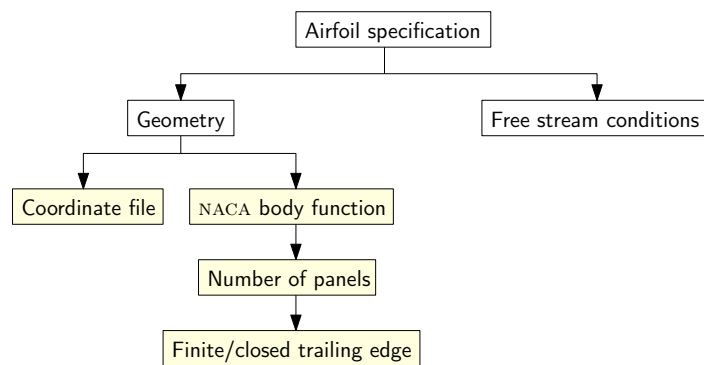 Airfoil specification
Geometry
Free stream conditions
Coordinate file
NACA body function
Number of panels
Finite/closed trailing edge